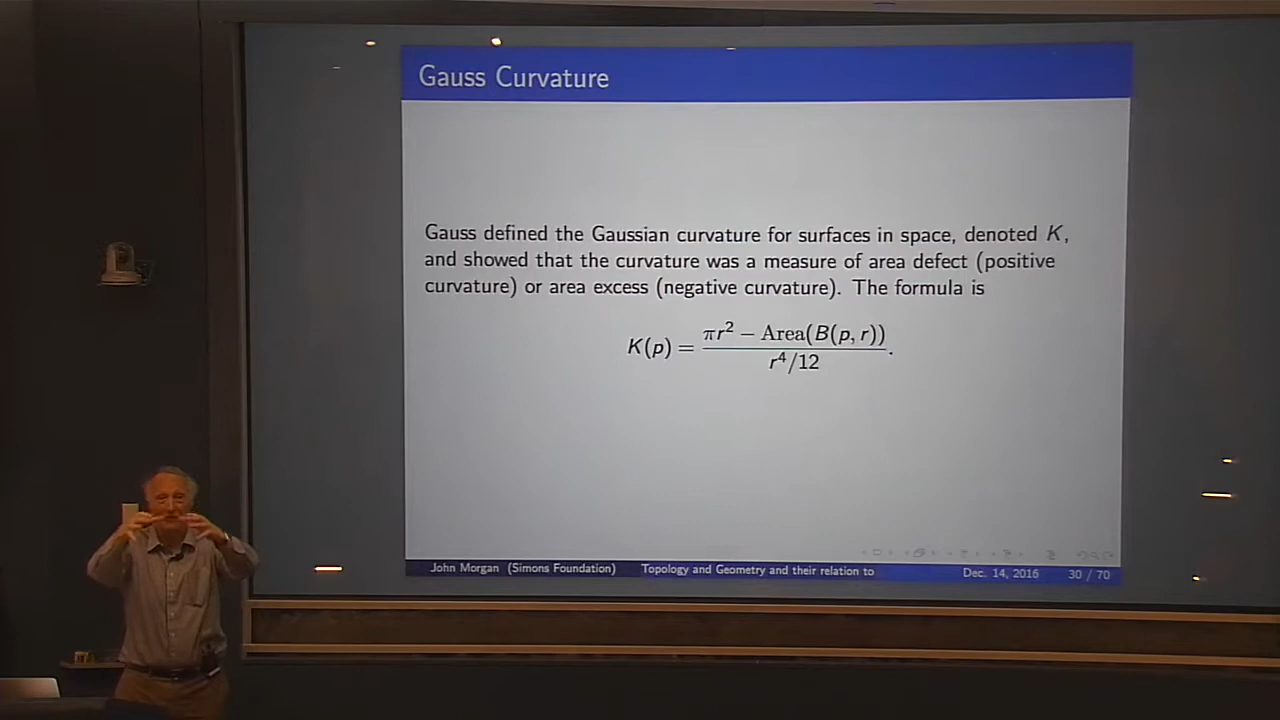 Gauss Curvature
Gauss defined the Gaussian curvature for surfaces in space, denoted K,
and showed that the curvature was a measure of area defect (positive
curvature) or area excess (negative curvature). The formula is
K(p) = \frac{πr² − Area(B(p, r))}{r⁴/12}.
John Morgan (Simons Foundation) Topology and Geometry and their relation to Dec. 14, 2016 30 / 70